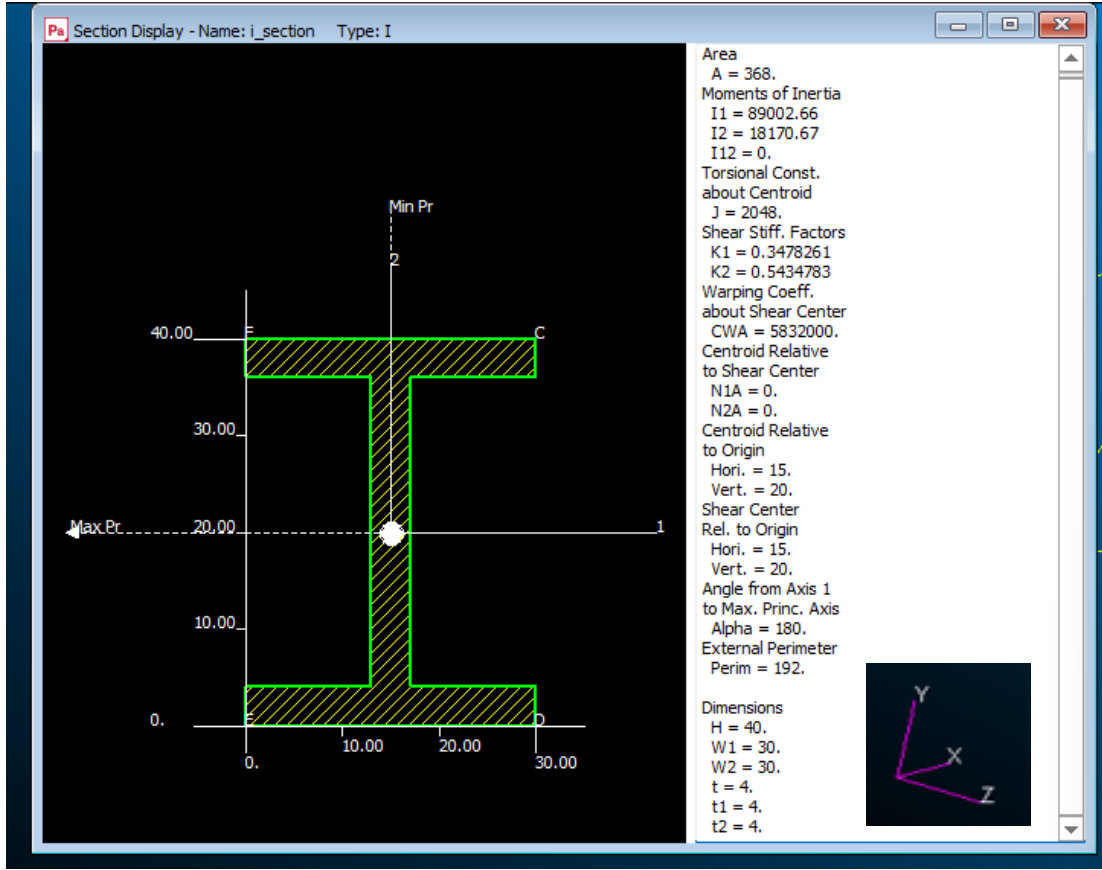 Pa Section Display - Name: i_section Type: I
Min Pr
2
40.00
F
C
30.00
Max Pr
20.00
1
10.00
0.
E
D
10.00
20.00
0.
30.00
Area
A = 368.
Moments of Inertia
I1 = 89002.66
I2 = 18170.67
I12 = 0.
Torsional Const.
about Centroid
J = 2048.
Shear Stiff. Factors
K1 = 0.3478261
K2 = 0.5434783
Warping Coeff.
about Shear Center
CWA = 5832000.
Centroid Relative
to Shear Center
N1A = 0.
N2A = 0.
Centroid Relative
to Origin
Hori. = 15.
Vert. = 20.
Shear Center
Rel. to Origin
Hori. = 15.
Vert. = 20.
Angle from Axis 1
to Max. Princ. Axis
Alpha = 180.
External Perimeter
Perim = 192.
Dimensions
H = 40.
W1 = 30.
W2 = 30.
t = 4.
t1 = 4.
t2 = 4.
Y
X
Z